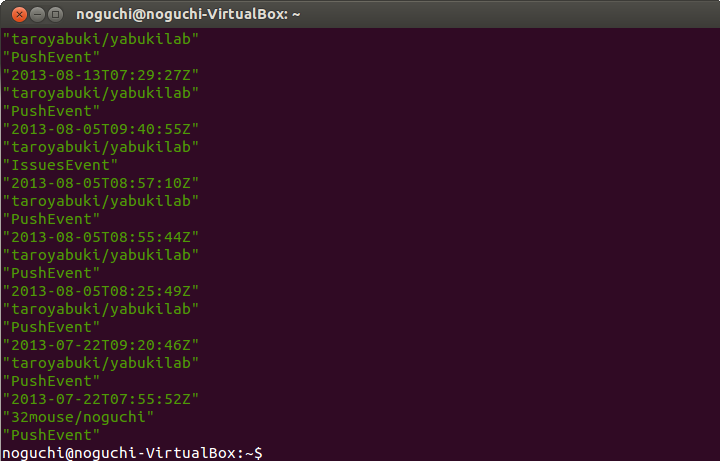 noguchi@noguchi-VirtualBox: ~
"taroyabuki/yabukilab"
"PushEvent"
"2013-08-13T07:29:27Z"
"taroyabuki/yabukilab"
"PushEvent"
"2013-08-05T09:40:55Z"
"taroyabuki/yabukilab"
"IssuesEvent"
"2013-08-05T08:57:10Z"
"taroyabuki/yabukilab"
"PushEvent"
"2013-08-05T08:55:44Z"
"taroyabuki/yabukilab"
"PushEvent"
"2013-08-05T08:25:49Z"
"taroyabuki/yabukilab"
"PushEvent"
"2013-07-22T09:20:46Z"
"taroyabuki/yabukilab"
"PushEvent"
"2013-07-22T07:55:52Z"
"32mouse/noguchi"
"PushEvent"
noguchi@noguchi-VirtualBox:~$